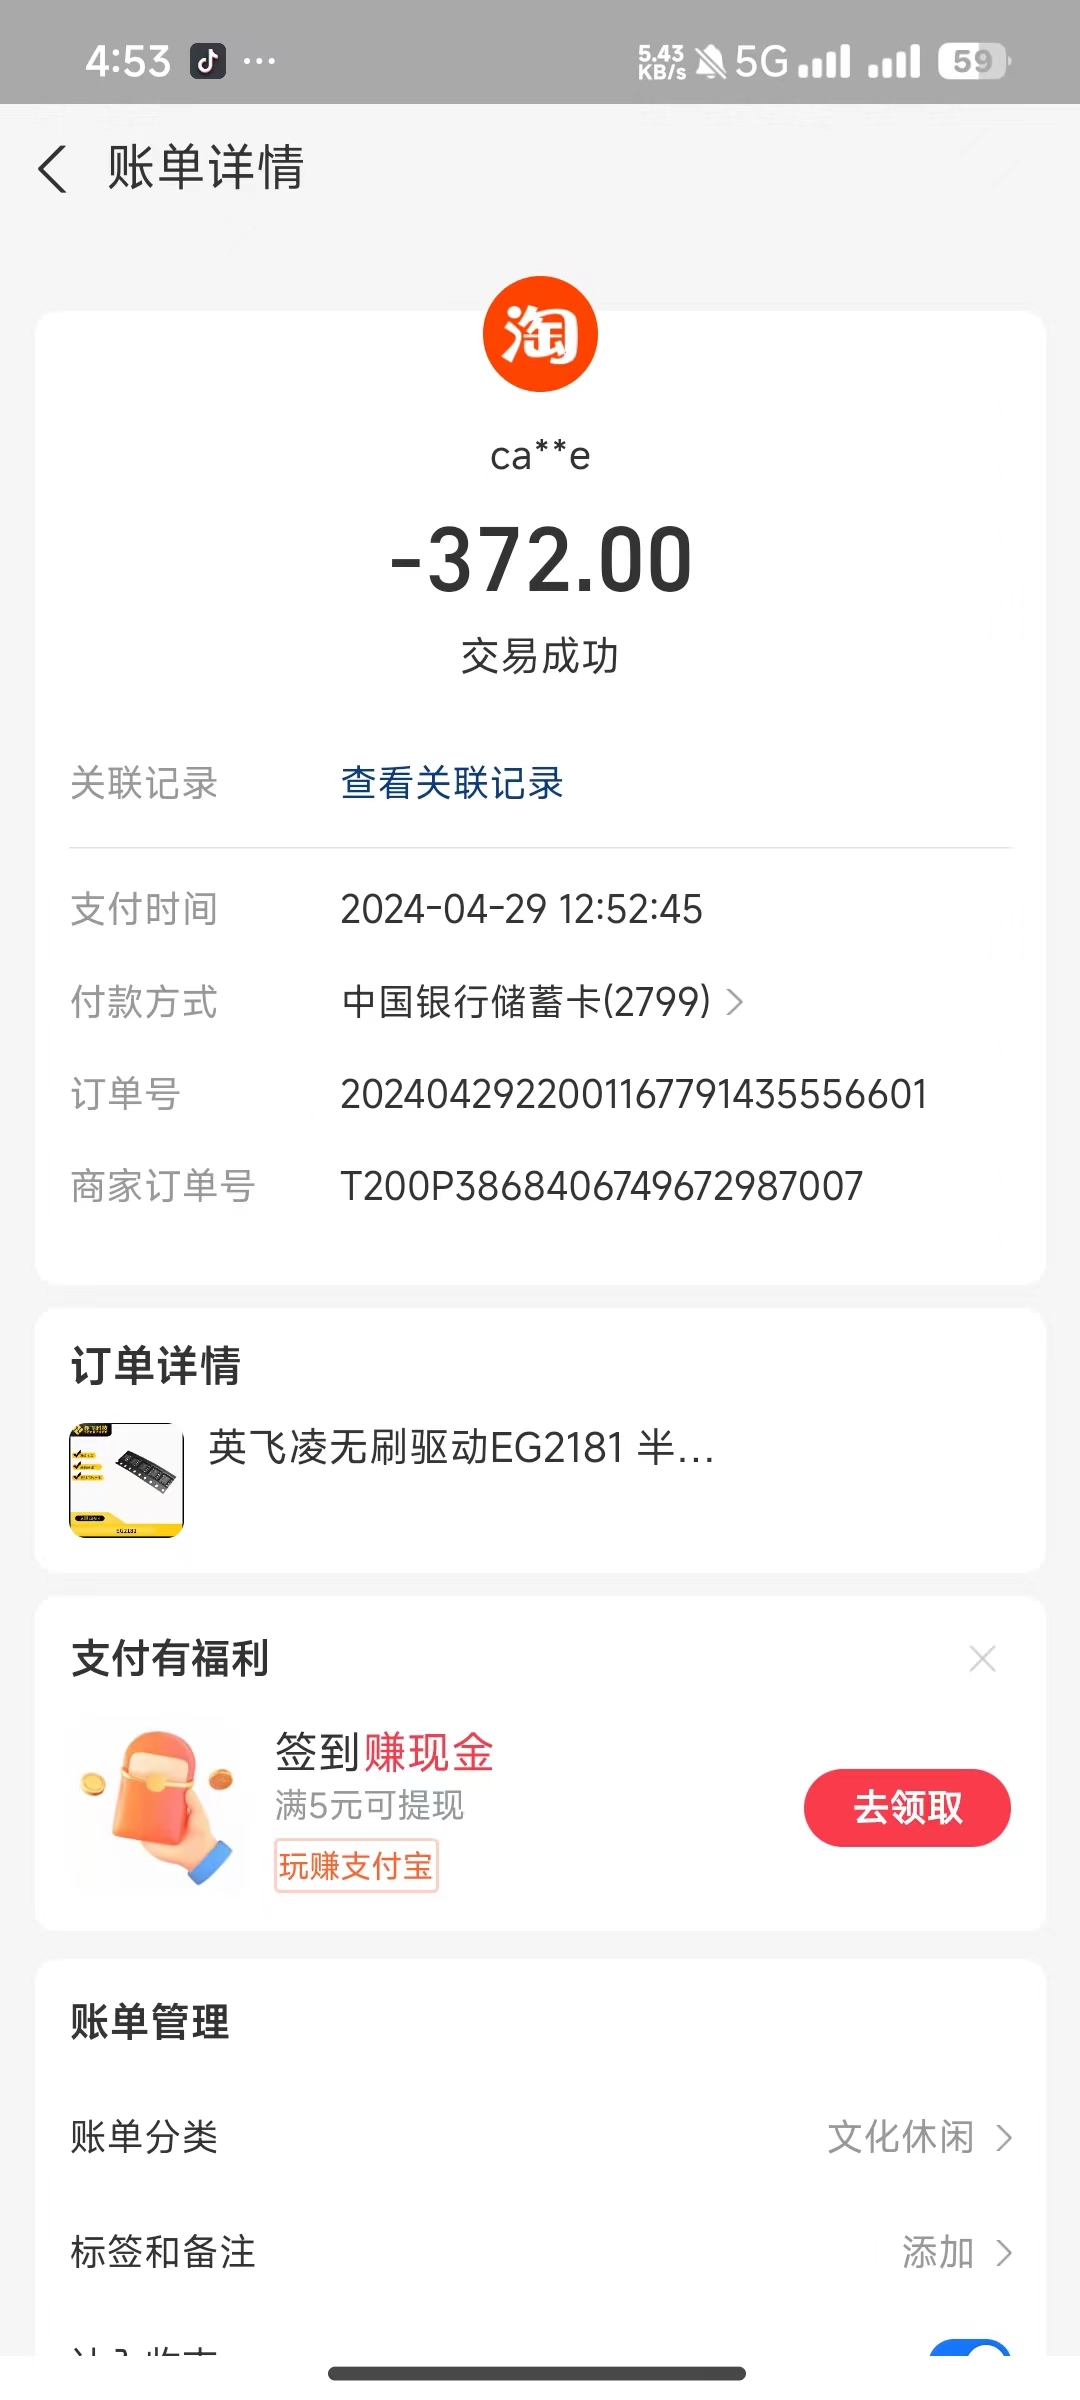 4:53 ···
5.43 KB/s 5G 59
账单详情
淘
ca**e
-372.00
交易成功
关联记录 查看关联记录
支付时间 2024-04-29 12:52:45
付款方式 中国银行储蓄卡(2799)
订单号 2024042922001167791435556601
商家订单号 T200P3868406749672987007
订单详情
英飞凌无刷驱动EG2181 半...
EG2181
支付有福利
签到赚现金
满5元可提现
去领取
玩赚支付宝
账单管理
账单分类 文化休闲
标签和备注 添加